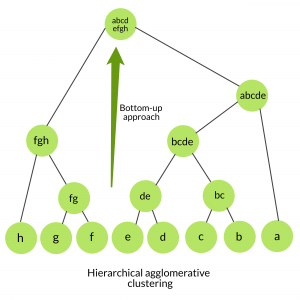 abcd
efgh
abcde
Bottom-up
approach
fgh
bcde
fg
de
bc
h
g
f
e
d
c
b
a
Hierarchical agglomerative
clustering